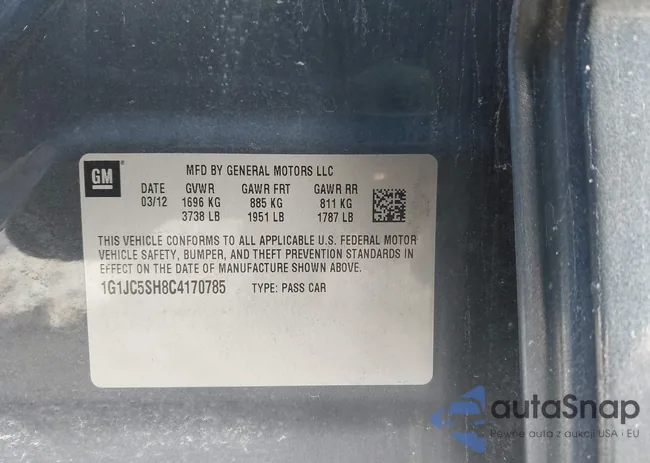 GM
MFD BY GENERAL MOTORS LLC
DATE GVWR GAWR FRT GAWR RR
03/12 1696 KG 885 KG 811 KG
3738 LB 1951 LB 1787 LB
THIS VEHICLE CONFORMS TO ALL APPLICABLE U.S. FEDERAL MOTOR
VEHICLE SAFETY, BUMPER, AND THEFT PREVENTION STANDARDS IN
EFFECT ON THE DATE OF MANUFACTURE SHOWN ABOVE.
1G1JC5SH8C4170785 TYPE: PASS CAR
autaSnap
Pewne auta z aukcji USA i EU